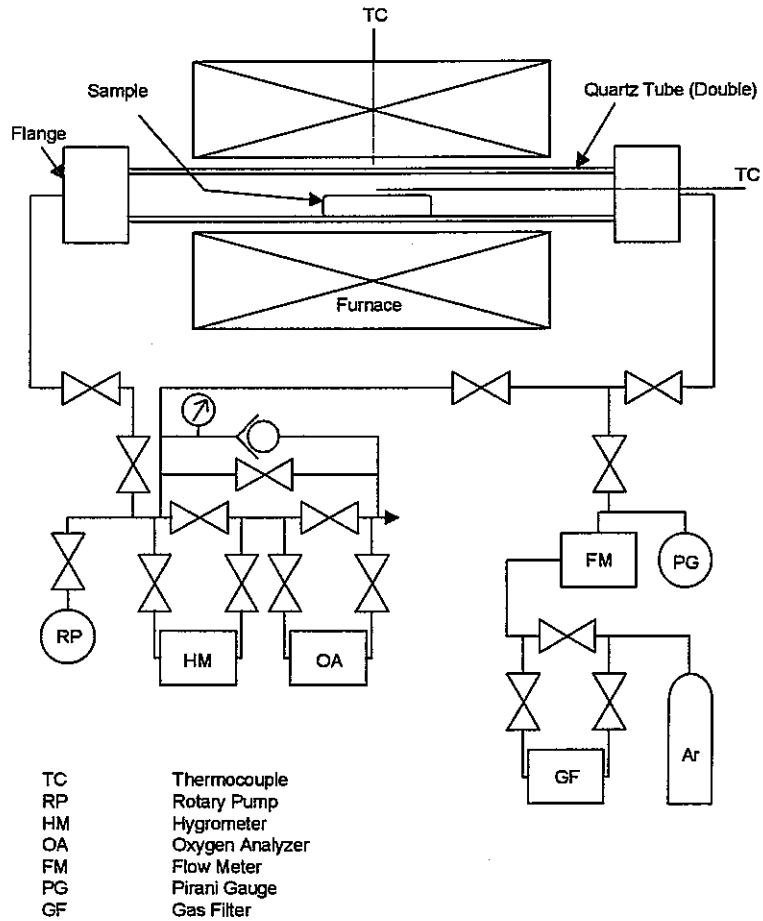 TC
Sample
Quartz Tube (Double)
Flange
TC
Furnace
FM
PG
RP
HM
OA
GF
Ar
TC Thermocouple
RP Rotary Pump
HM Hygrometer
OA Oxygen Analyzer
FM Flow Meter
PG Pirani Gauge
GF Gas Filter